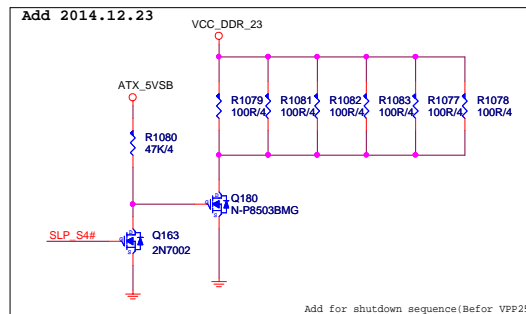 Add 2014.12.23
VCC_DDR_23
ATX_5VSB
R1079
100R/4
R1081
100R/4
R1082
100R/4
R1083
100R/4
R1077
100R/4
R1078
100R/4
R1080
47K/4
Q180
N-P8503BMG
SLP_S4#
Q163
2N7002
Add for shutdown sequence(Befor VPP25